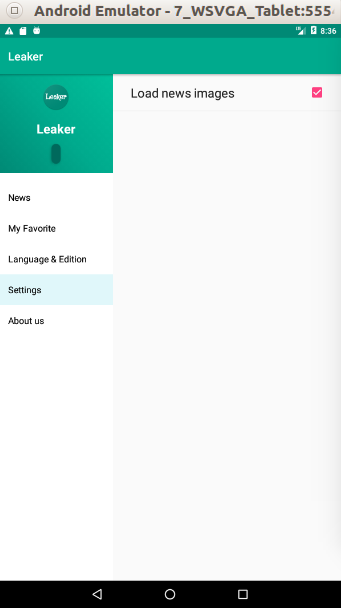 Android Emulator - 7_WSVGA_Tablet:555
8:36
Leaker
Leaker
Leaker
News
My Favorite
Language & Edition
Settings
About us
Load news images